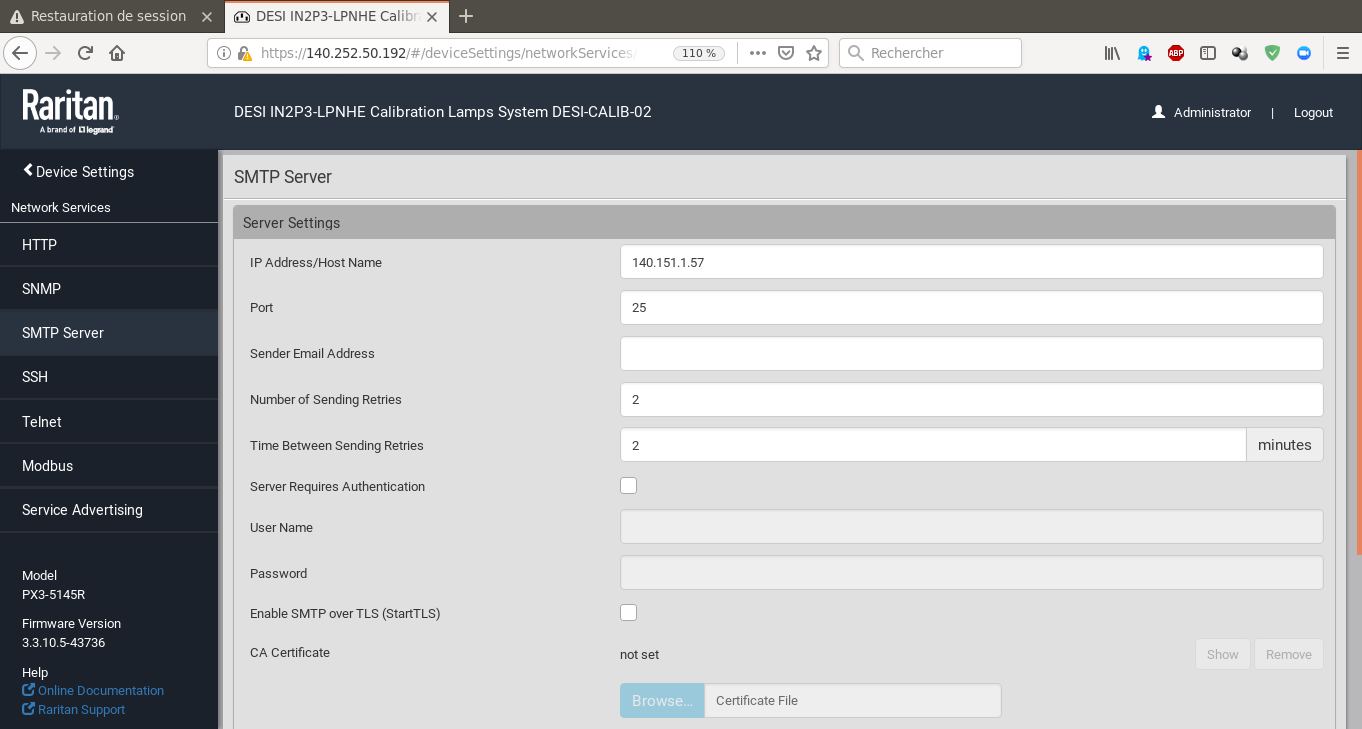 Restauration de session
DESI IN2P3-LPNHE Calibr
https://140.252.50.192/#/deviceSettings/networkServices/
110 %
Rechercher
ABP
Raritan
A brand of legrand
DESI IN2P3-LPNHE Calibration Lamps System DESI-CALIB-02
Administrator | Logout
Device Settings
Network Services
HTTP
SNMP
SMTP Server
SSH
Telnet
Modbus
Service Advertising
Model
PX3-5145R
Firmware Version
3.3.10.5-43736
Help
Online Documentation
Raritan Support
SMTP Server
Server Settings
IP Address/Host Name 140.151.1.57
Port 25
Sender Email Address
Number of Sending Retries 2
Time Between Sending Retries 2 minutes
Server Requires Authentication
User Name
Password
Enable SMTP over TLS (StartTLS)
CA Certificate not set Show Remove
Browse... Certificate File